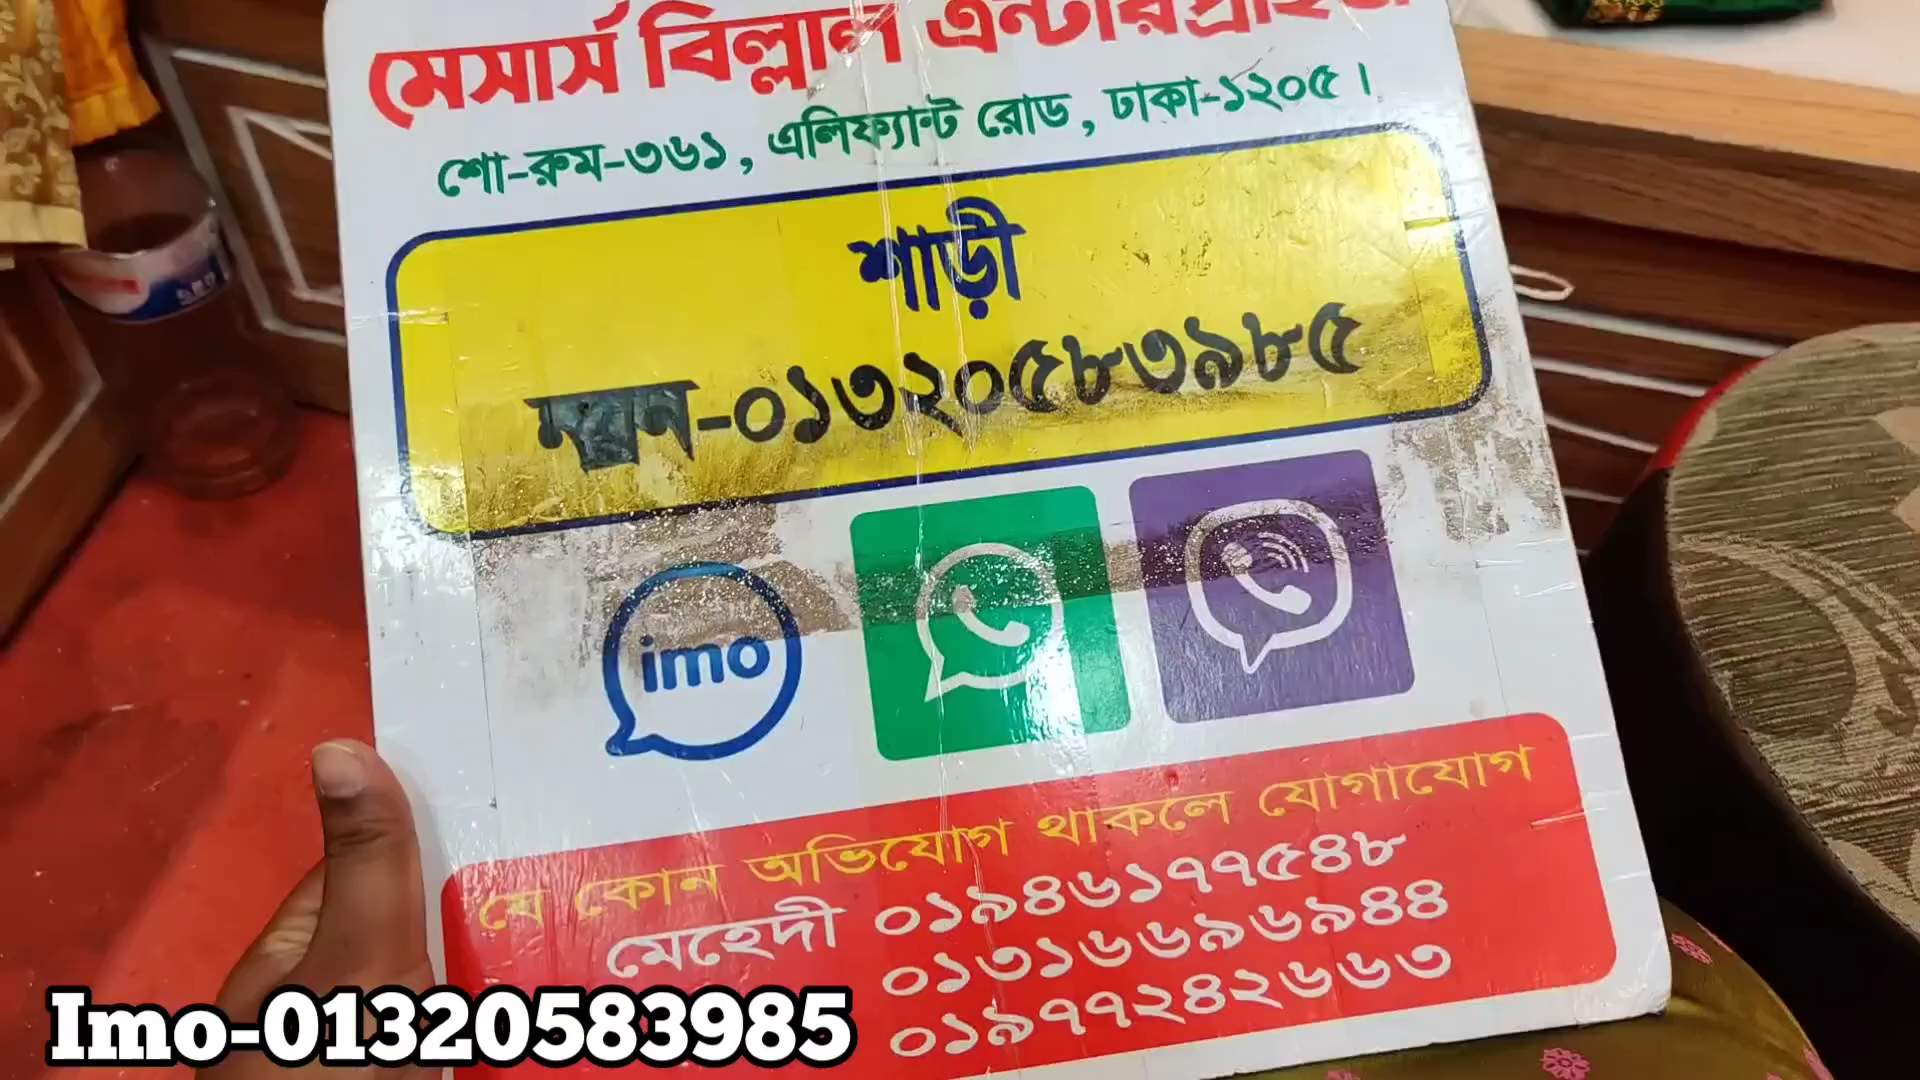 মেসার্স বিল্লাল এন্টারপ্রাইজ
শো-রুম-৩৬১, এলিফ্যান্ট রোড, ঢাকা-১২০৫।
শাড়ী
-০১৩২০৫৮৩৯৮৫
imo
যে কোন অভিযোগ থাকলে যোগাযোগ
মেহেদী ০১৯৪৬১৭৭৫৪৮
০১৩১৬৬৯৬৯৪৪
০১৯৭৭২৪২৬৬৩
Imo-01320583985